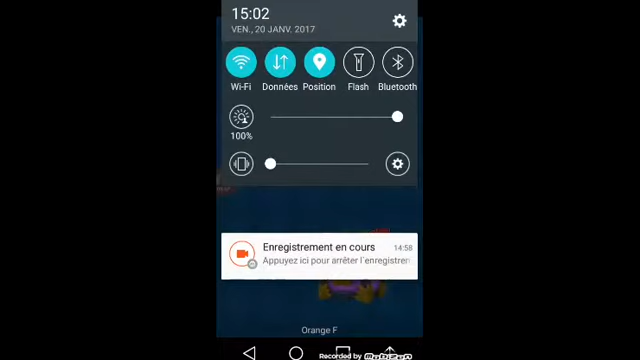 15:02
VEN., 20 JANV. 2017
Wi-Fi Données Position Flash Bluetooth
100%
Enregistrement en cours 14:58
Appuyez ici pour arrêter l'enregistrem
Orange F
Recorded by